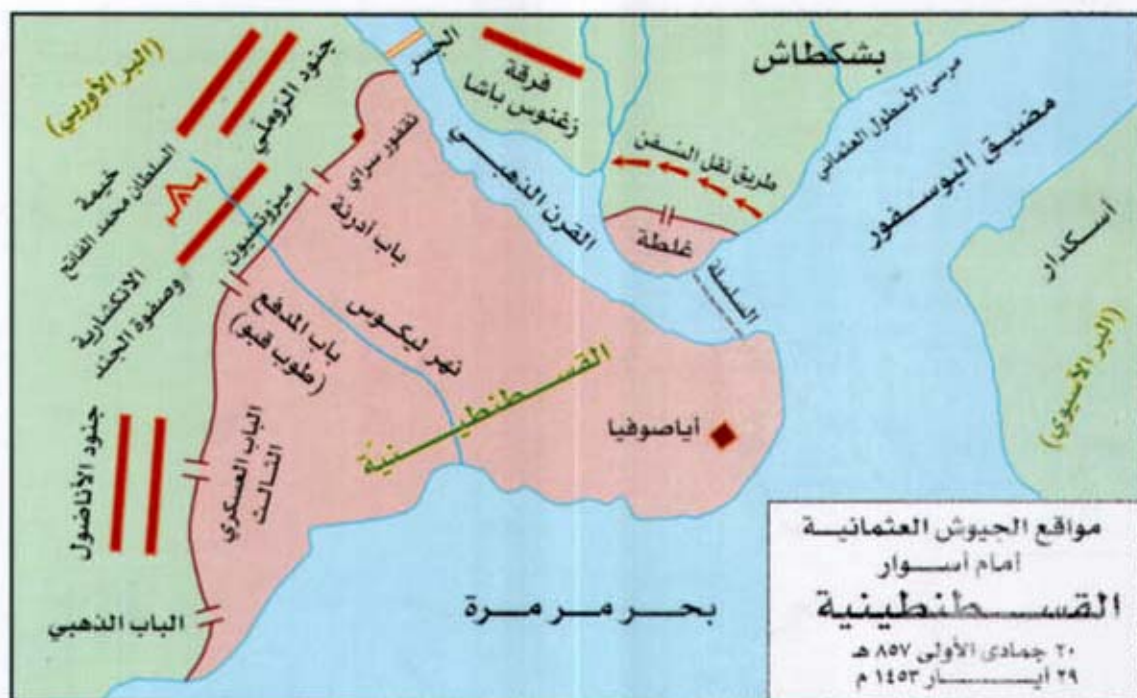 (البر الأوربي)
جنود الروملي
الجسر
فرقة
زغنوس باشا
بشكطاش
مرسى الأسطول العثماني
مضيق البوسفور
طريق نقل السفن
خيمة
السلطان محمد الفاتح
نقفور سراي
القرن الذهبي
غلطة
السلسلة
أسكدار
(البر الآسيوي)
ميزوتشيون
باب أدرنة
الانكشارية
وصفوة الجند
باب المدفع
(طوب قبو)
نهر ليكوس
القسطنطينية
أياصوفيا
جنود الأناضول
الباب العسكري
الثالث
الباب الذهبي
بحر مرمرة
مواقع الجيوش العثمانية
أمام أسوار
القسطنطينية
٢٠ جمادى الأولى ٨٥٧ هـ
٢٩ أيار ١٤٥٣ م